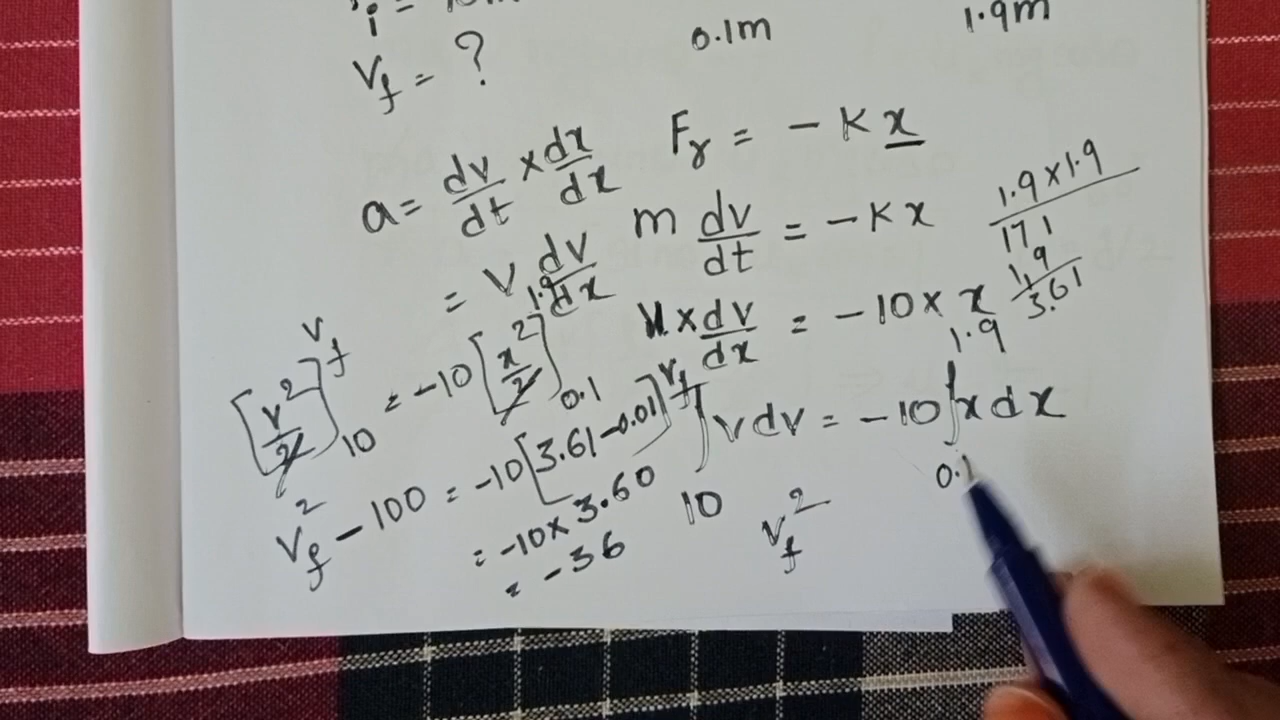 Vf = ?
0.1m
1.9m
a = dv/dt × dx/dx
= V dv/dx
Fr = - K x
m dv/dt = - K x
V × dv/dx = - 10 × x
∫₁₀^Vf v dv = - 10 ∫₀.₁^1.9 x dx
1.9 × 1.9
171
19
3.61
[v²/2]₁₀^Vf = -10 [x²/2]₀.₁^1.9
Vf² - 100 = -10 [3.61 - 0.01]
= -10 × 3.60
= -36
Vf²